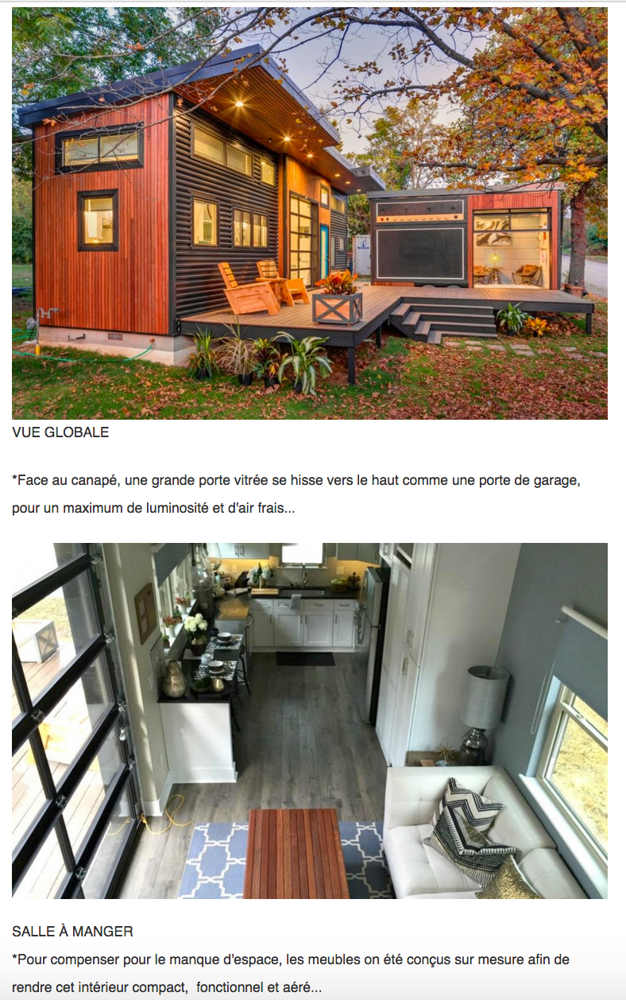 VUE GLOBALE
*Face au canapé, une grande porte vitrée se hisse vers le haut comme une porte de garage,
pour un maximum de luminosité et d'air frais...
SALLE À MANGER
*Pour compenser pour le manque d'espace, les meubles on été conçus sur mesure afin de
rendre cet intérieur compact,  fonctionnel et aéré...